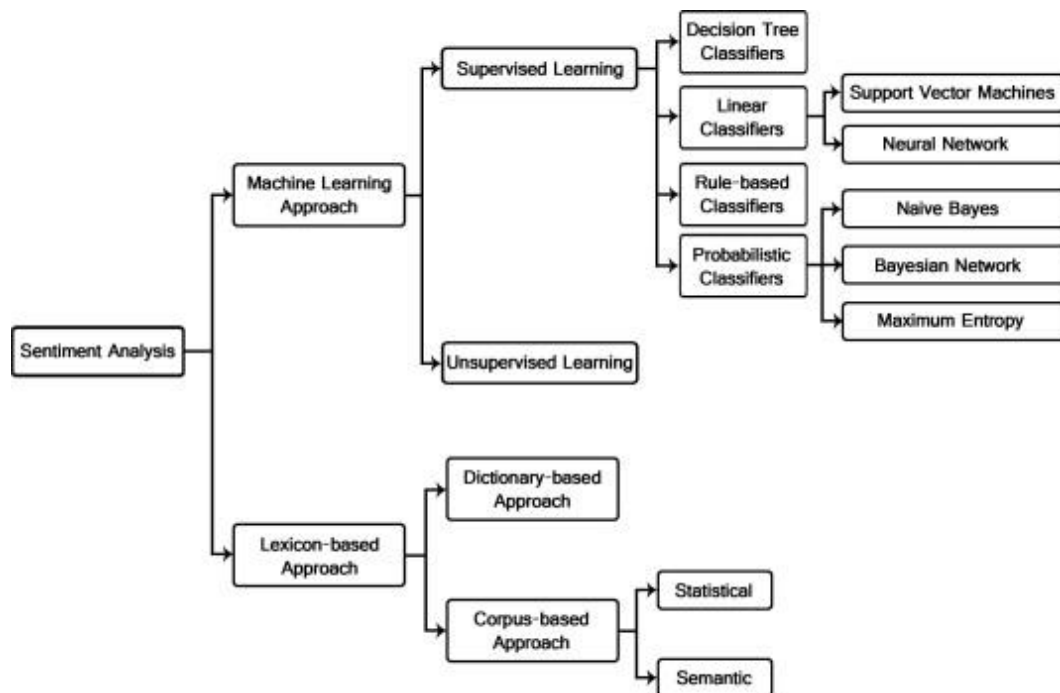 Decision Tree
Classifiers
Supervised Learning
Linear
Classifiers
Support Vector Machines
Neural Network
Machine Learning
Approach
Rule-based
Classifiers
Naive Bayes
Probabilistic
Classifiers
Bayesian Network
Maximum Entropy
Sentiment Analysis
Unsupervised Learning
Dictionary-based
Approach
Lexicon-based
Approach
Statistical
Corpus-based
Approach
Semantic